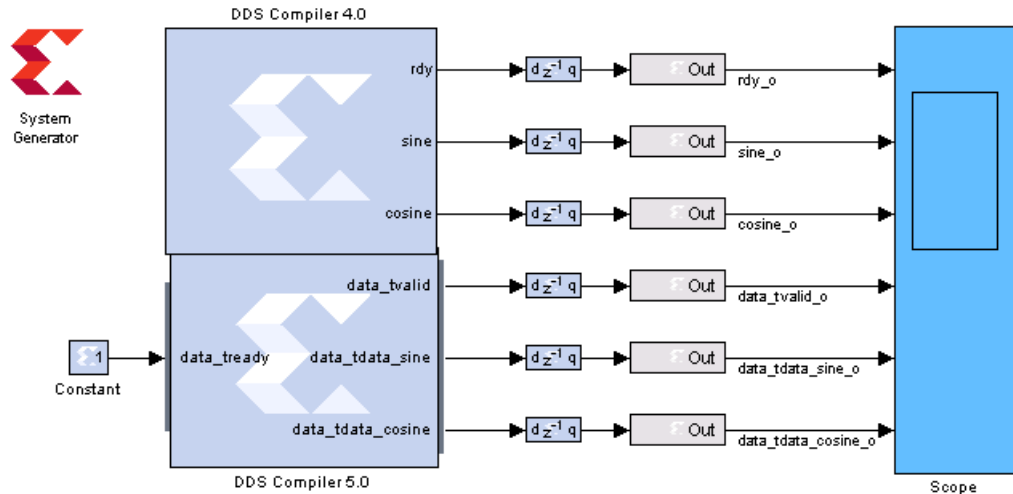 DDS Compiler 4.0
System
Generator
rdy
d z⁻¹ q
Out
rdy_o
sine
d z⁻¹ q
Out
sine_o
cosine
d z⁻¹ q
Out
cosine_o
data_tvalid
d z⁻¹ q
Out
data_tvalid_o
1
Constant
data_tready
data_tdata_sine
d z⁻¹ q
Out
data_tdata_sine_o
data_tdata_cosine
d z⁻¹ q
Out
data_tdata_cosine_o
DDS Compiler 5.0
Scope